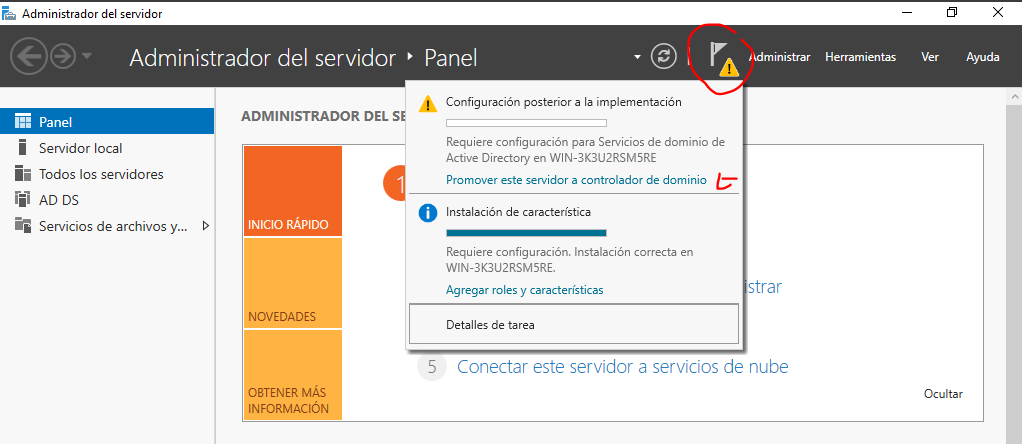 Administrador del servidor
Administrador del servidor ‣ Panel
Administrar Herramientas Ver Ayuda
Panel
Servidor local
Todos los servidores
AD DS
Servicios de archivos y...
ADMINISTRADOR DEL SE
Configuración posterior a la implementación
Requiere configuración para Servicios de dominio de
Active Directory en WIN-3K3U2RSM5RE
Promover este servidor a controlador de dominio
Instalación de característica
Requiere configuración. Instalación correcta en
WIN-3K3U2RSM5RE.
Agregar roles y características
Detalles de tarea
INICIO RÁPIDO
NOVEDADES
OBTENER MÁS
INFORMACIÓN
1
istrar
5 Conectar este servidor a servicios de nube
Ocultar